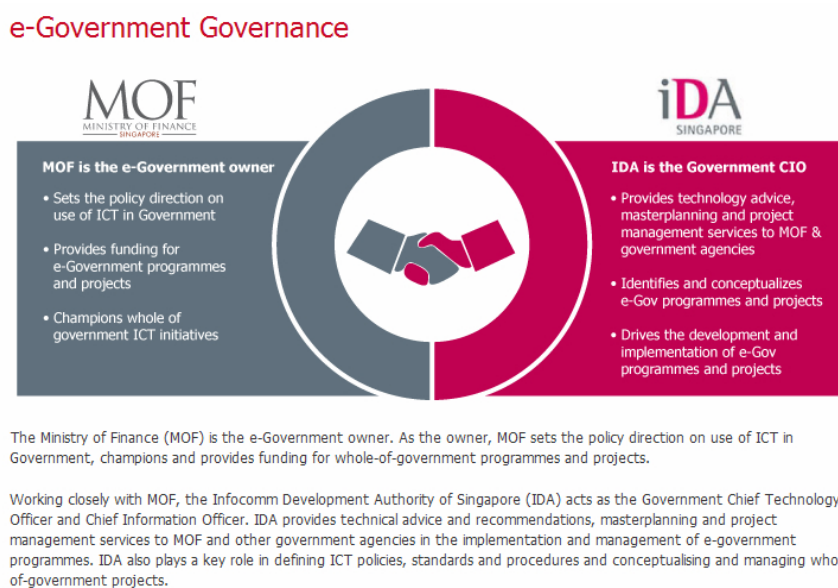 e-Government Governance
MOF
MINISTRY OF FINANCE
SINGAPORE
iDA
SINGAPORE
MOF is the e-Government owner
• Sets the policy direction on
use of ICT in Government
• Provides funding for
e-Government programmes
and projects
• Champions whole of
government ICT initiatives
IDA is the Government CIO
• Provides technology advice,
masterplanning and project
management services to MOF &
government agencies
• Identifies and conceptualizes
e-Gov programmes and projects
• Drives the development and
implementation of e-Gov
programmes and projects
The Ministry of Finance (MOF) is the e-Government owner. As the owner, MOF sets the policy direction on use of ICT in
Government, champions and provides funding for whole-of-government programmes and projects.
Working closely with MOF, the Infocomm Development Authority of Singapore (IDA) acts as the Government Chief Technology
Officer and Chief Information Officer. IDA provides technical advice and recommendations, masterplanning and project
management services to MOF and other government agencies in the implementation and management of e-government
programmes. IDA also plays a key role in defining ICT policies, standards and procedures and conceptualising and managing
of-government projects.